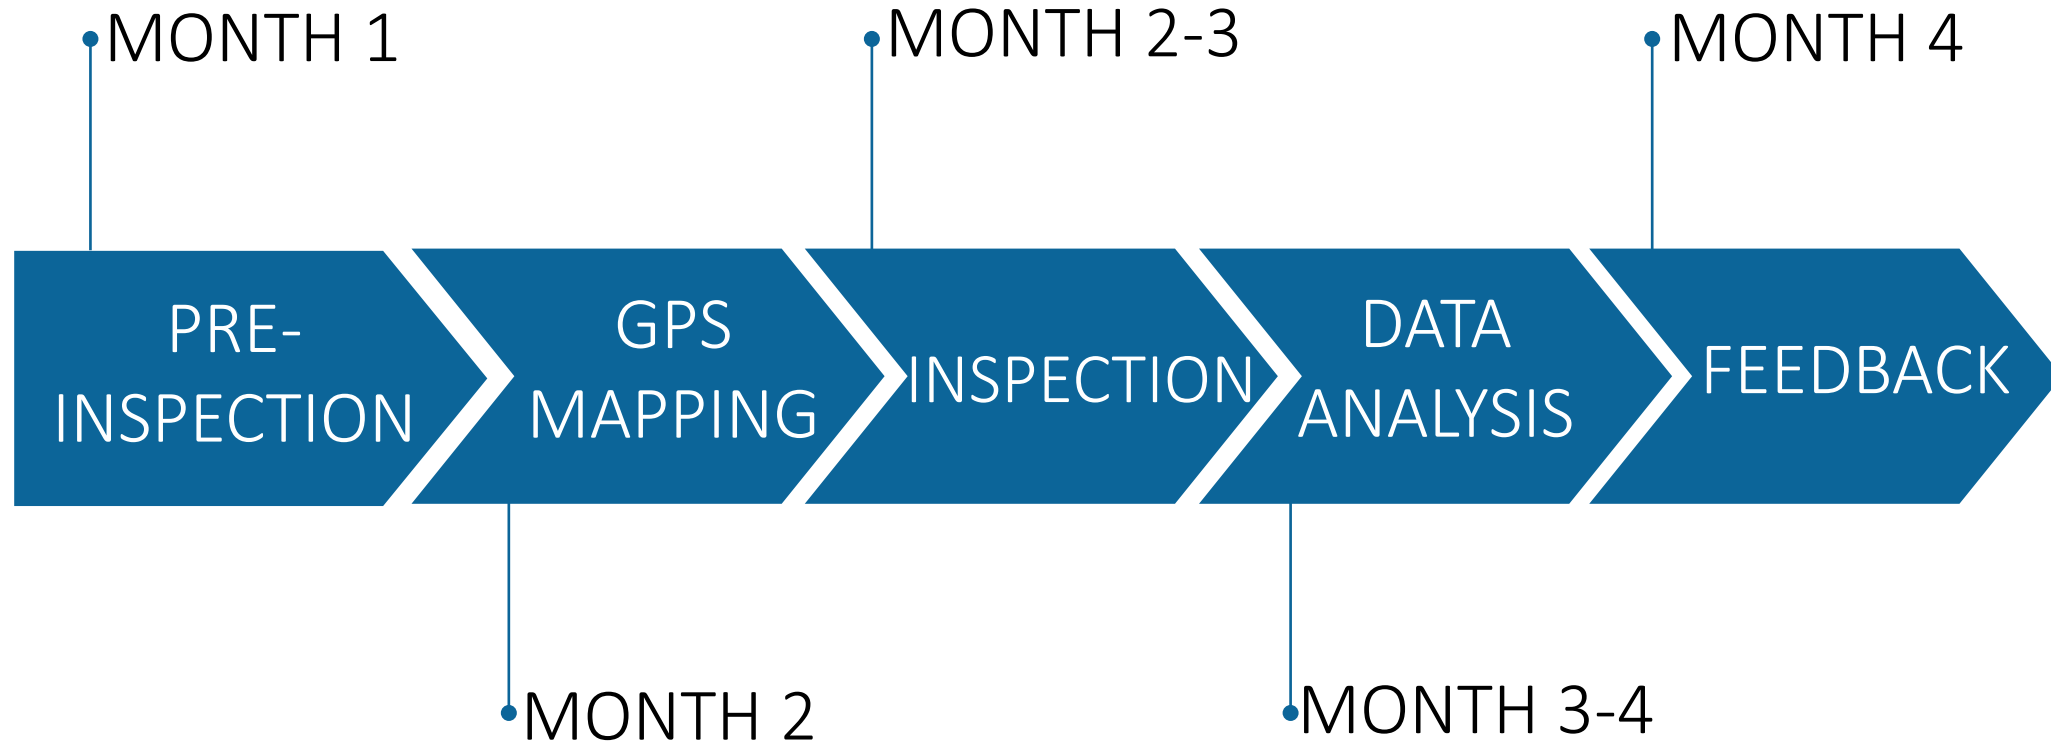 MONTH 1
MONTH 2-3
MONTH 4
PRE-
INSPECTION
GPS
MAPPING
INSPECTION
DATA
ANALYSIS
FEEDBACK
MONTH 2
MONTH 3-4